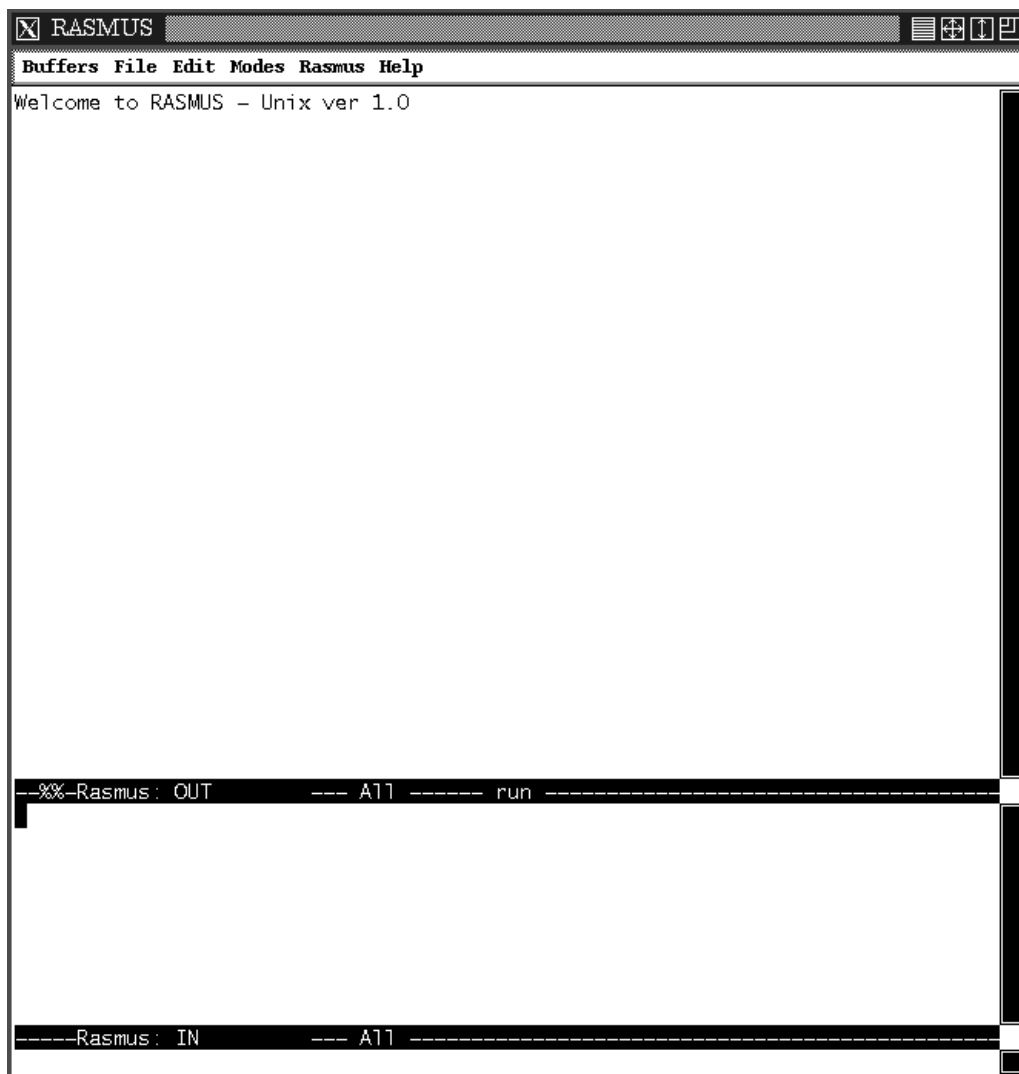 RASMUS
Buffers File Edit Modes Rasmus Help
Welcome to RASMUS – Unix ver 1.0
--%%-Rasmus: OUT --- All ------ run --------------------------------------
-----Rasmus: IN --- All -------------------------------------------------